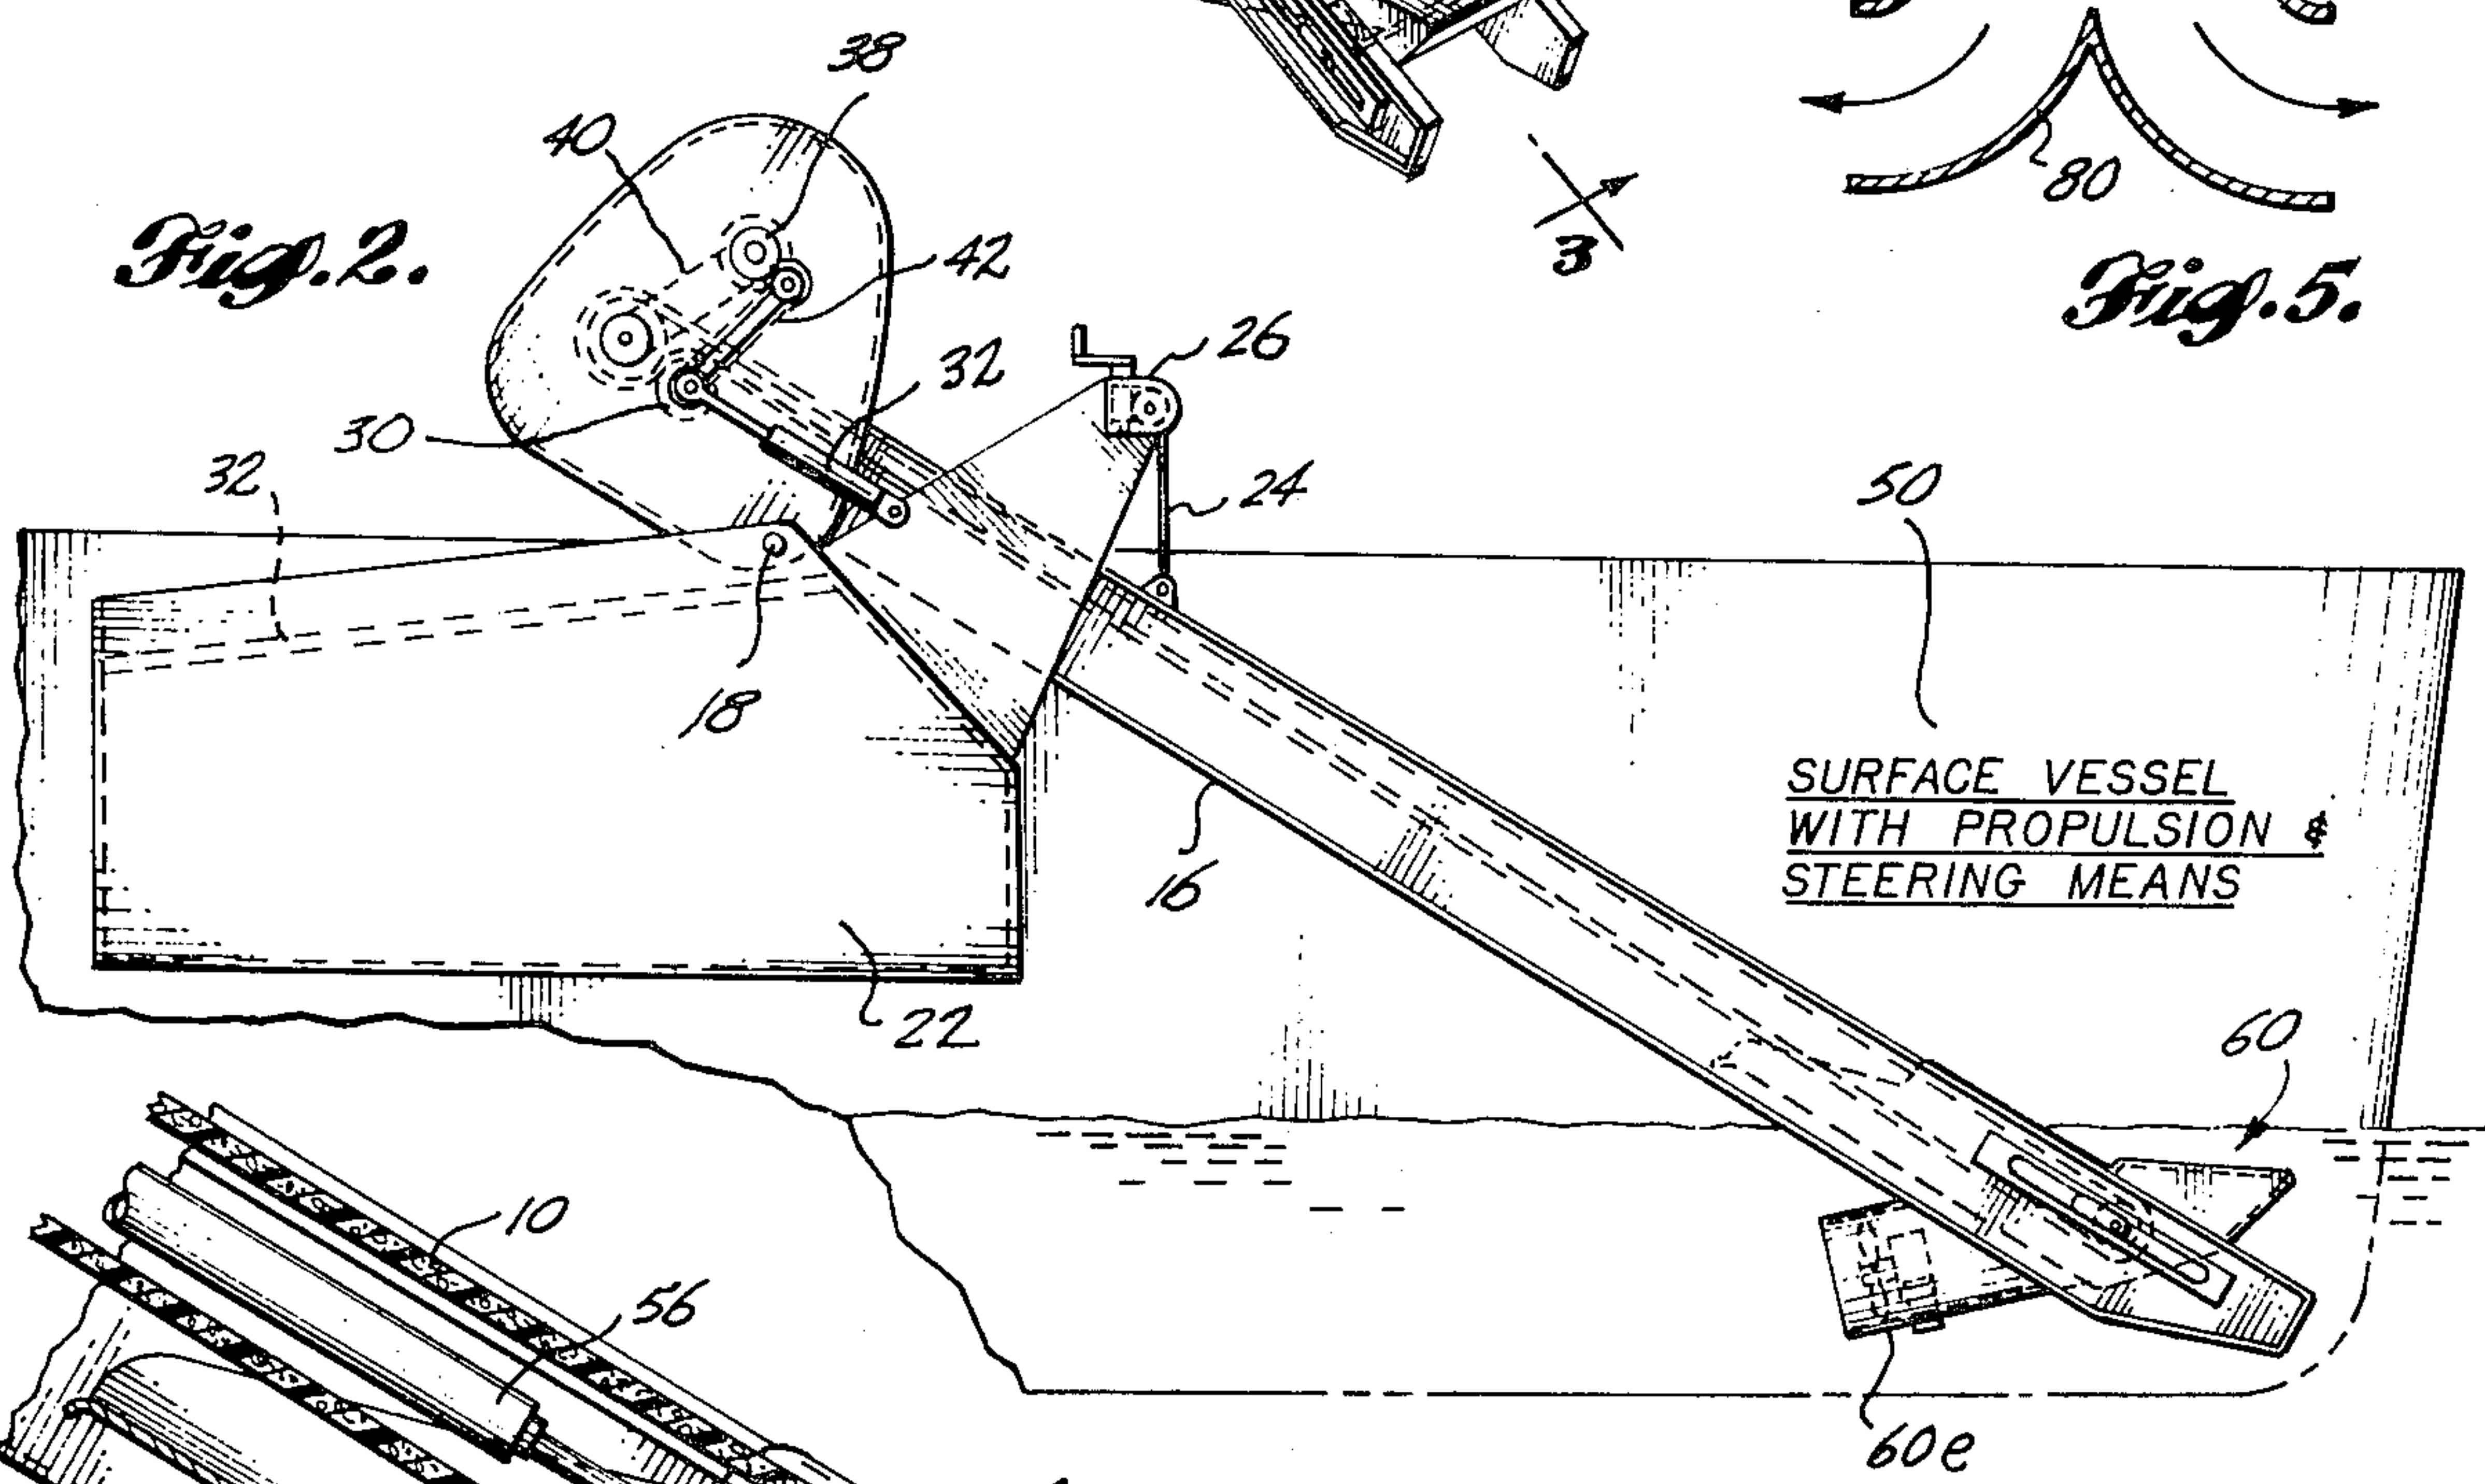 38
40
80
Fig. 2.
42
3
Fig. 5.
26
32
30
32
24
50
18
SURFACE VESSEL
WITH PROPULSION &
STEERING MEANS
16
22
60
10
56
60e